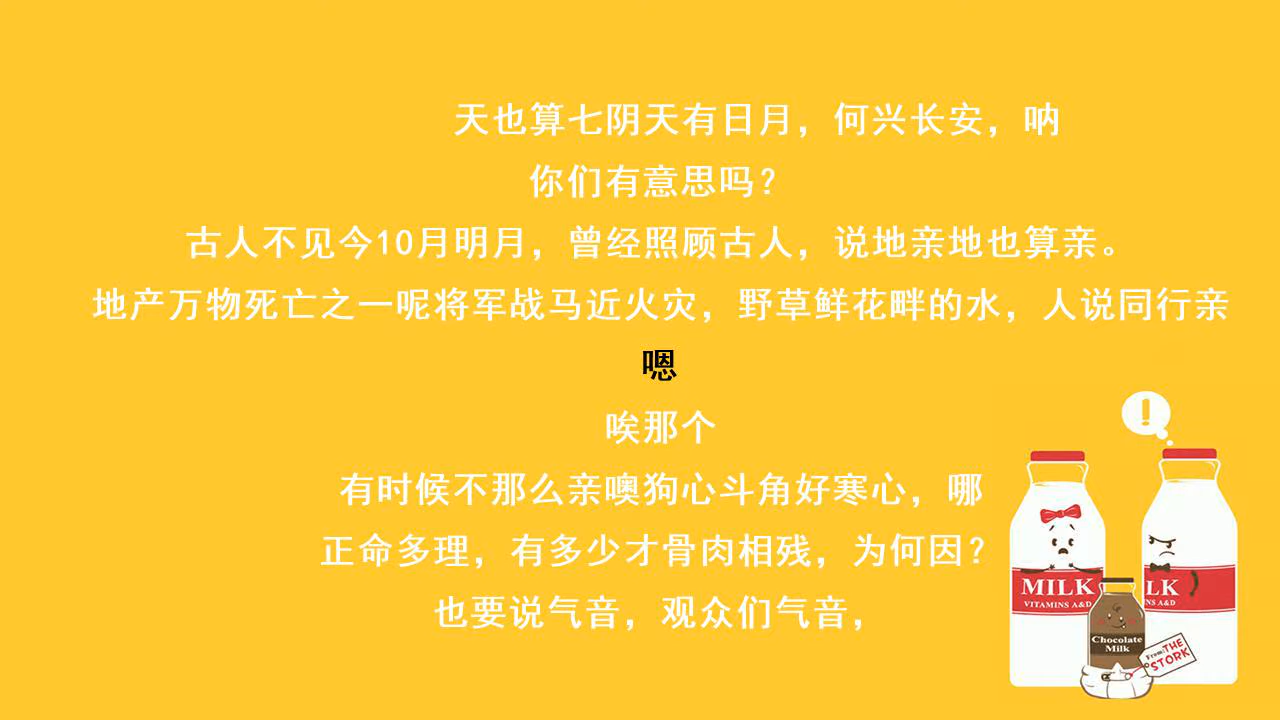 天也算七阴天有日月，何兴长安，呐
你们有意思吗？
古人不见今10月明月，曾经照顾古人，说地亲地也算亲。
地产万物死亡之一呢将军战马近火灾，野草鲜花畔的水，人说同行亲
嗯
唉那个
有时候不那么亲噢狗心斗角好寒心，哪
正命多理，有多少才骨肉相残，为何因？
也要说气音，观众们气音，
!
MILK
VITAMINS A&D
LK
NS A&D
Chocolate
Milk
From: THE
STORK